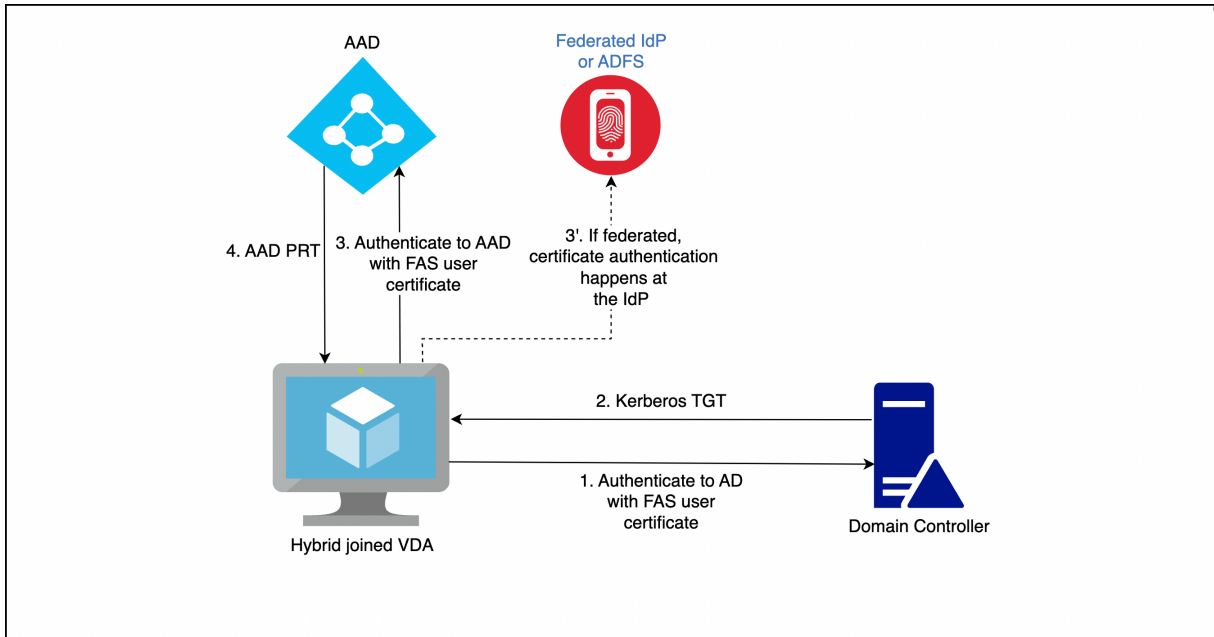 AAD
Federated IdP
or ADFS
4. AAD PRT
3. Authenticate to AAD
with FAS user
certificate
3'. If federated,
certificate authentication
happens at
the IdP
2. Kerberos TGT
1. Authenticate to AD
with FAS user
certificate
Hybrid joined VDA
Domain Controller